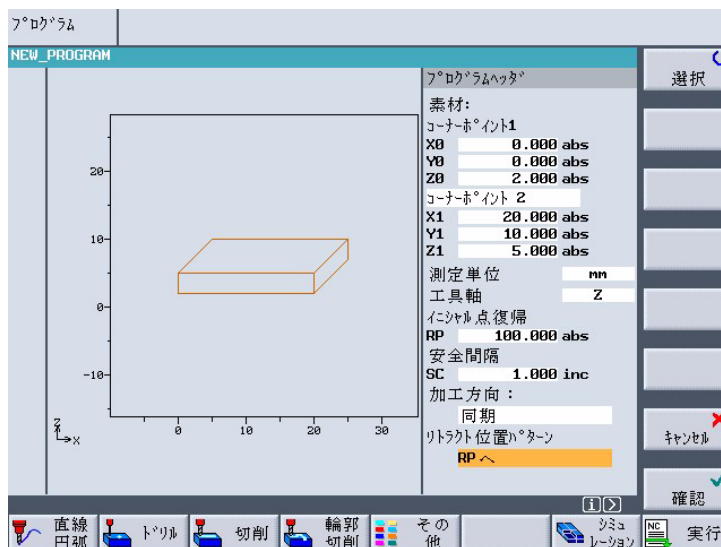 ﾌﾟﾛｸﾞﾗﾑ
NEW_PROGRAM
ﾌﾟﾛｸﾞﾗﾑﾍｯﾀﾞ
素材:
ｺｰﾅｰﾎﾟｲﾝﾄ1
X0 0.000 abs
Y0 0.000 abs
Z0 2.000 abs
ｺｰﾅｰﾎﾟｲﾝﾄ 2
X1 20.000 abs
Y1 10.000 abs
Z1 5.000 abs
測定単位 mm
工具軸 Z
ｲﾆｼｬﾙ点復帰
RP 100.000 abs
安全間隔
SC 1.000 inc
加工方向:
同期
ﾘﾄﾗｸﾄ位置ﾊﾟﾀｰﾝ
RPへ
20
10
0
-10
0
10
20
30
Z
X
選択
ｷｬﾝｾﾙ
確認
直線
円弧
ﾄﾞﾘﾙ
切削
輪郭
切削
その
他
ｼﾐｭ
ﾚｰｼｮﾝ
NC
実行